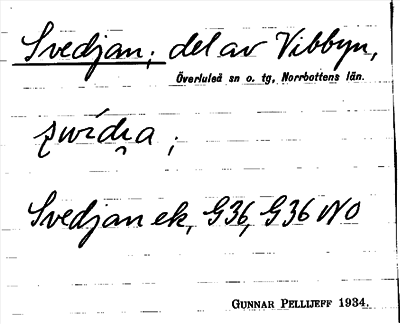 Svedjan; del av Vibbyn,
Överluleå sn o. tg, Norrbottens län.
Svedjan ek, G36, G36 NO
GUNNAR PELLIJEFF 1934.